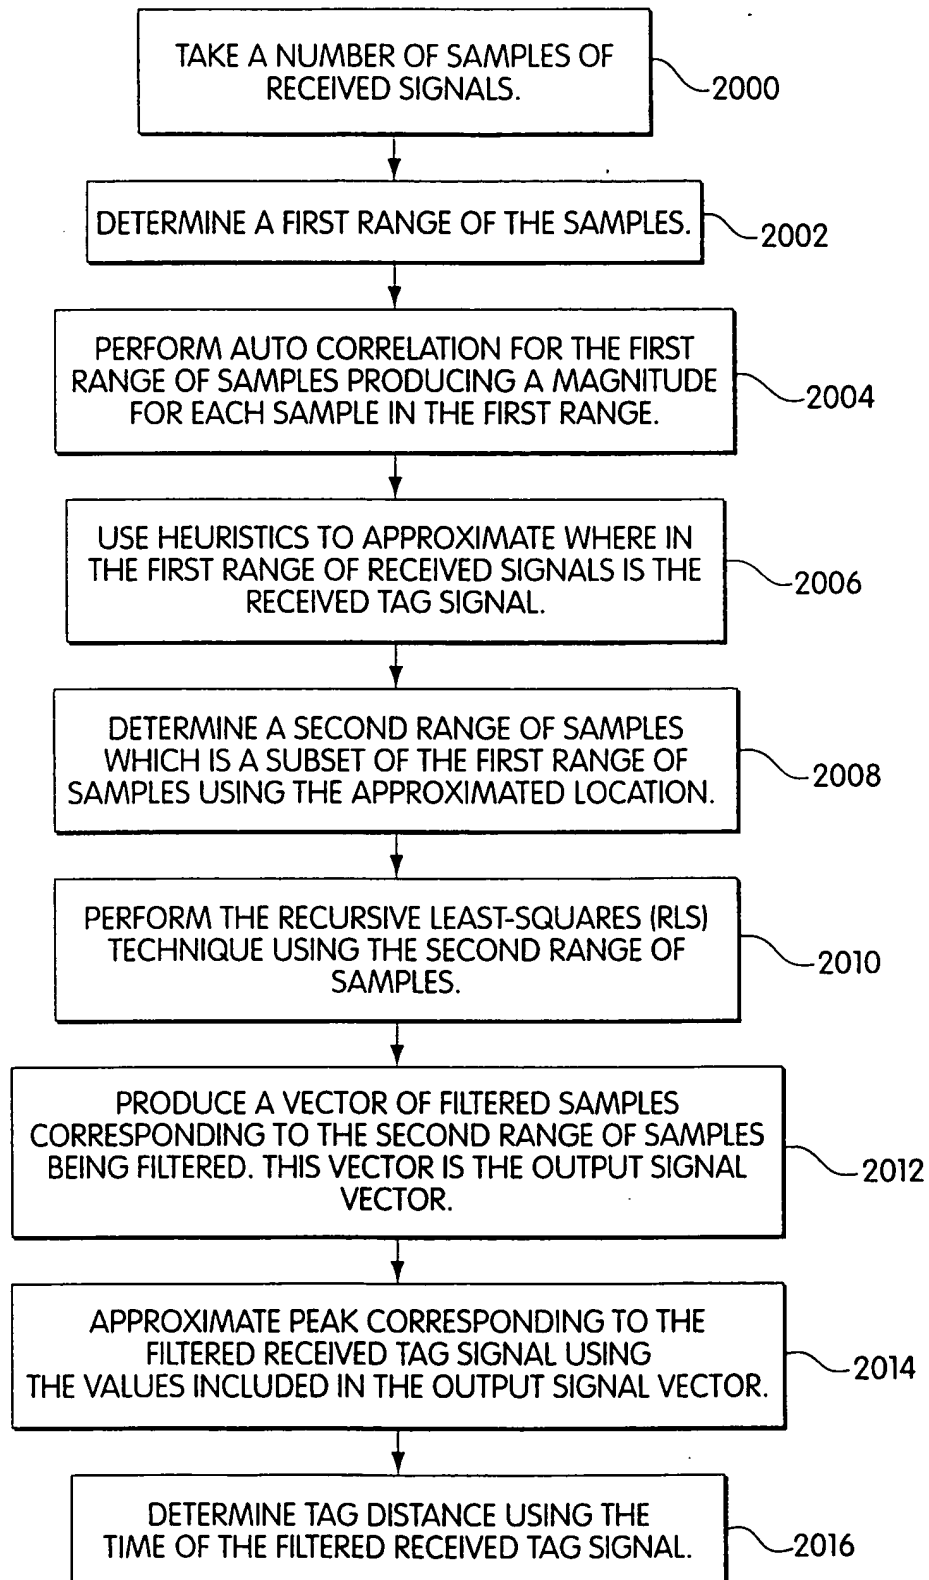 TAKE A NUMBER OF SAMPLES OF
RECEIVED SIGNALS.
2000
DETERMINE A FIRST RANGE OF THE SAMPLES.
2002
PERFORM AUTO CORRELATION FOR THE FIRST
RANGE OF SAMPLES PRODUCING A MAGNITUDE
FOR EACH SAMPLE IN THE FIRST RANGE.
2004
USE HEURISTICS TO APPROXIMATE WHERE IN
THE FIRST RANGE OF RECEIVED SIGNALS IS THE
RECEIVED TAG SIGNAL.
2006
DETERMINE A SECOND RANGE OF SAMPLES
WHICH IS A SUBSET OF THE FIRST RANGE OF
SAMPLES USING THE APPROXIMATED LOCATION.
2008
PERFORM THE RECURSIVE LEAST-SQUARES (RLS)
TECHNIQUE USING THE SECOND RANGE OF
SAMPLES.
2010
PRODUCE A VECTOR OF FILTERED SAMPLES
CORRESPONDING TO THE SECOND RANGE OF SAMPLES
BEING FILTERED. THIS VECTOR IS THE OUTPUT SIGNAL
VECTOR.
2012
APPROXIMATE PEAK CORRESPONDING TO THE
FILTERED RECEIVED TAG SIGNAL USING
THE VALUES INCLUDED IN THE OUTPUT SIGNAL VECTOR.
2014
DETERMINE TAG DISTANCE USING THE
TIME OF THE FILTERED RECEIVED TAG SIGNAL.
2016